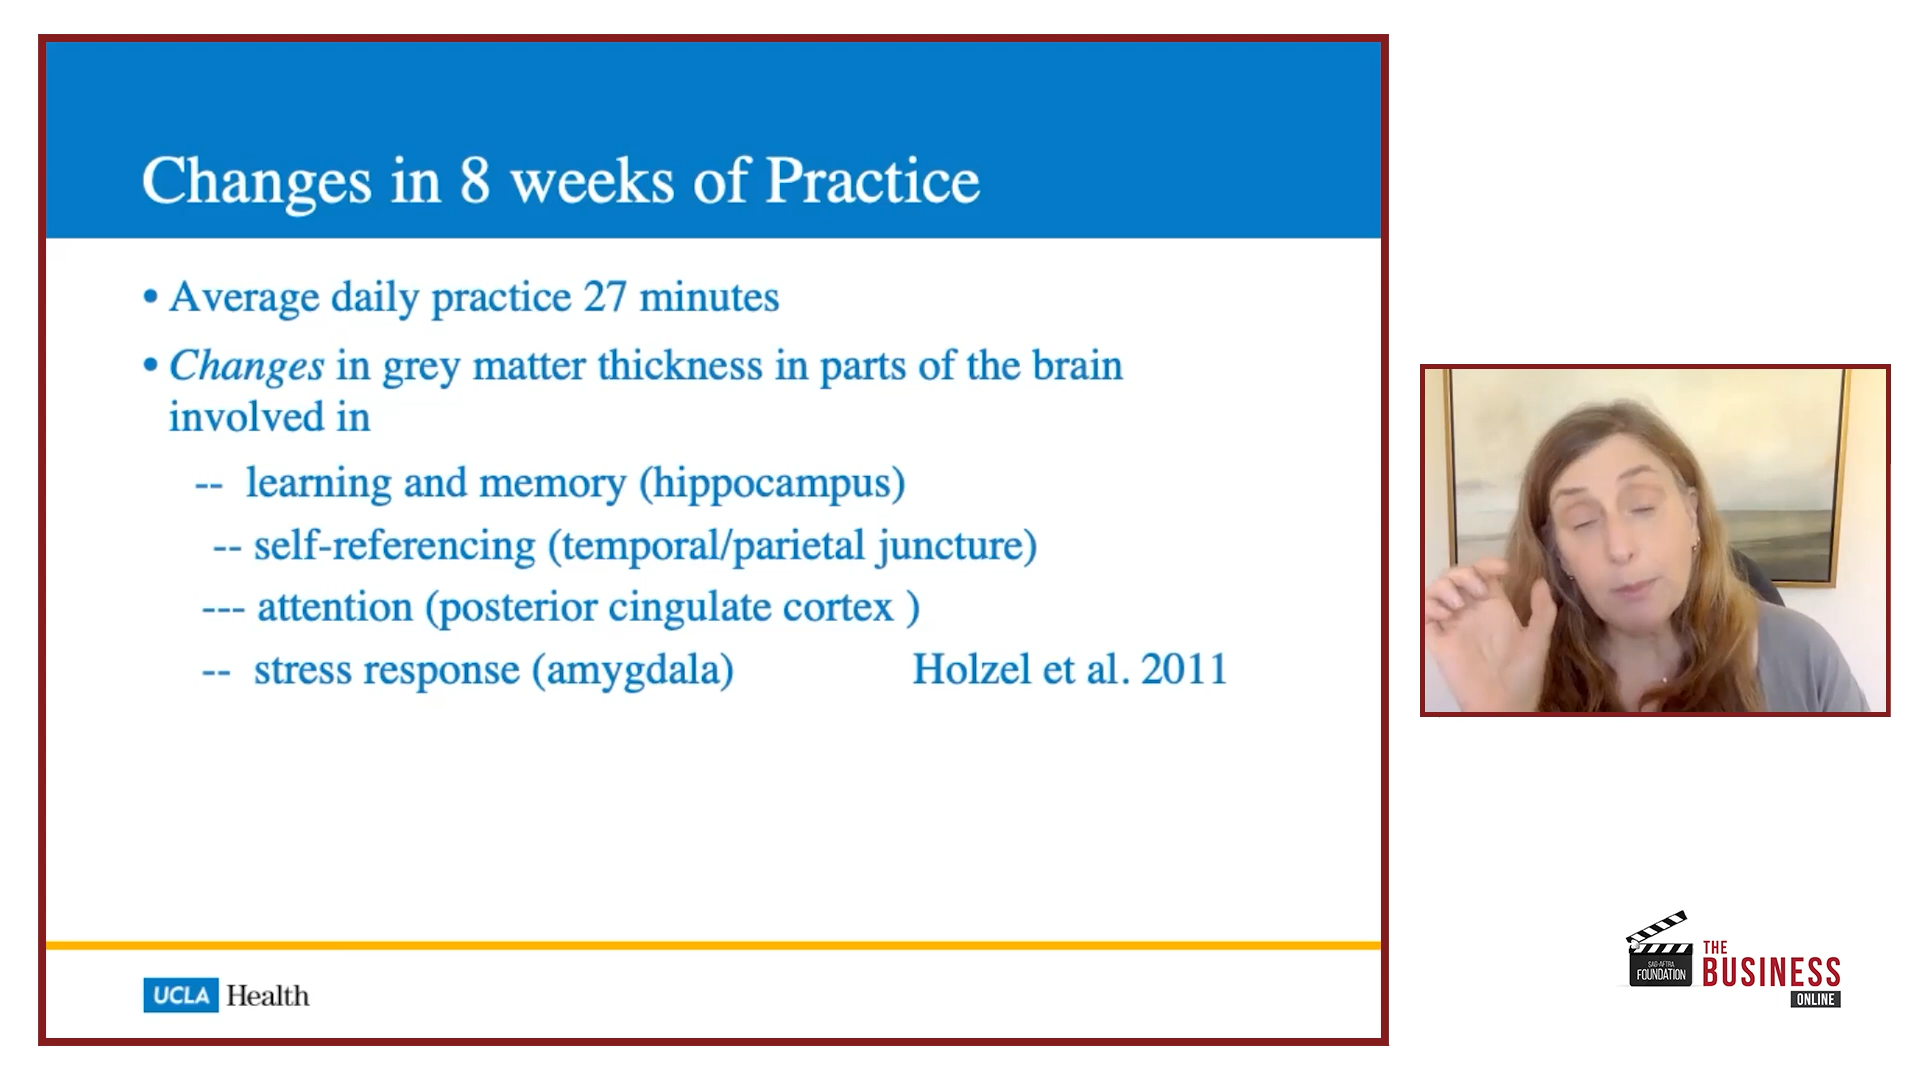 Changes in 8 weeks of Practice
• Average daily practice 27 minutes
• Changes in grey matter thickness in parts of the brain
involved in
-- learning and memory (hippocampus)
-- self-referencing (temporal/parietal juncture)
--- attention (posterior cingulate cortex )
-- stress response (amygdala) Holzel et al. 2011
UCLA Health
SAG-AFTRA
FOUNDATION
THE
BUSINESS
ONLINE